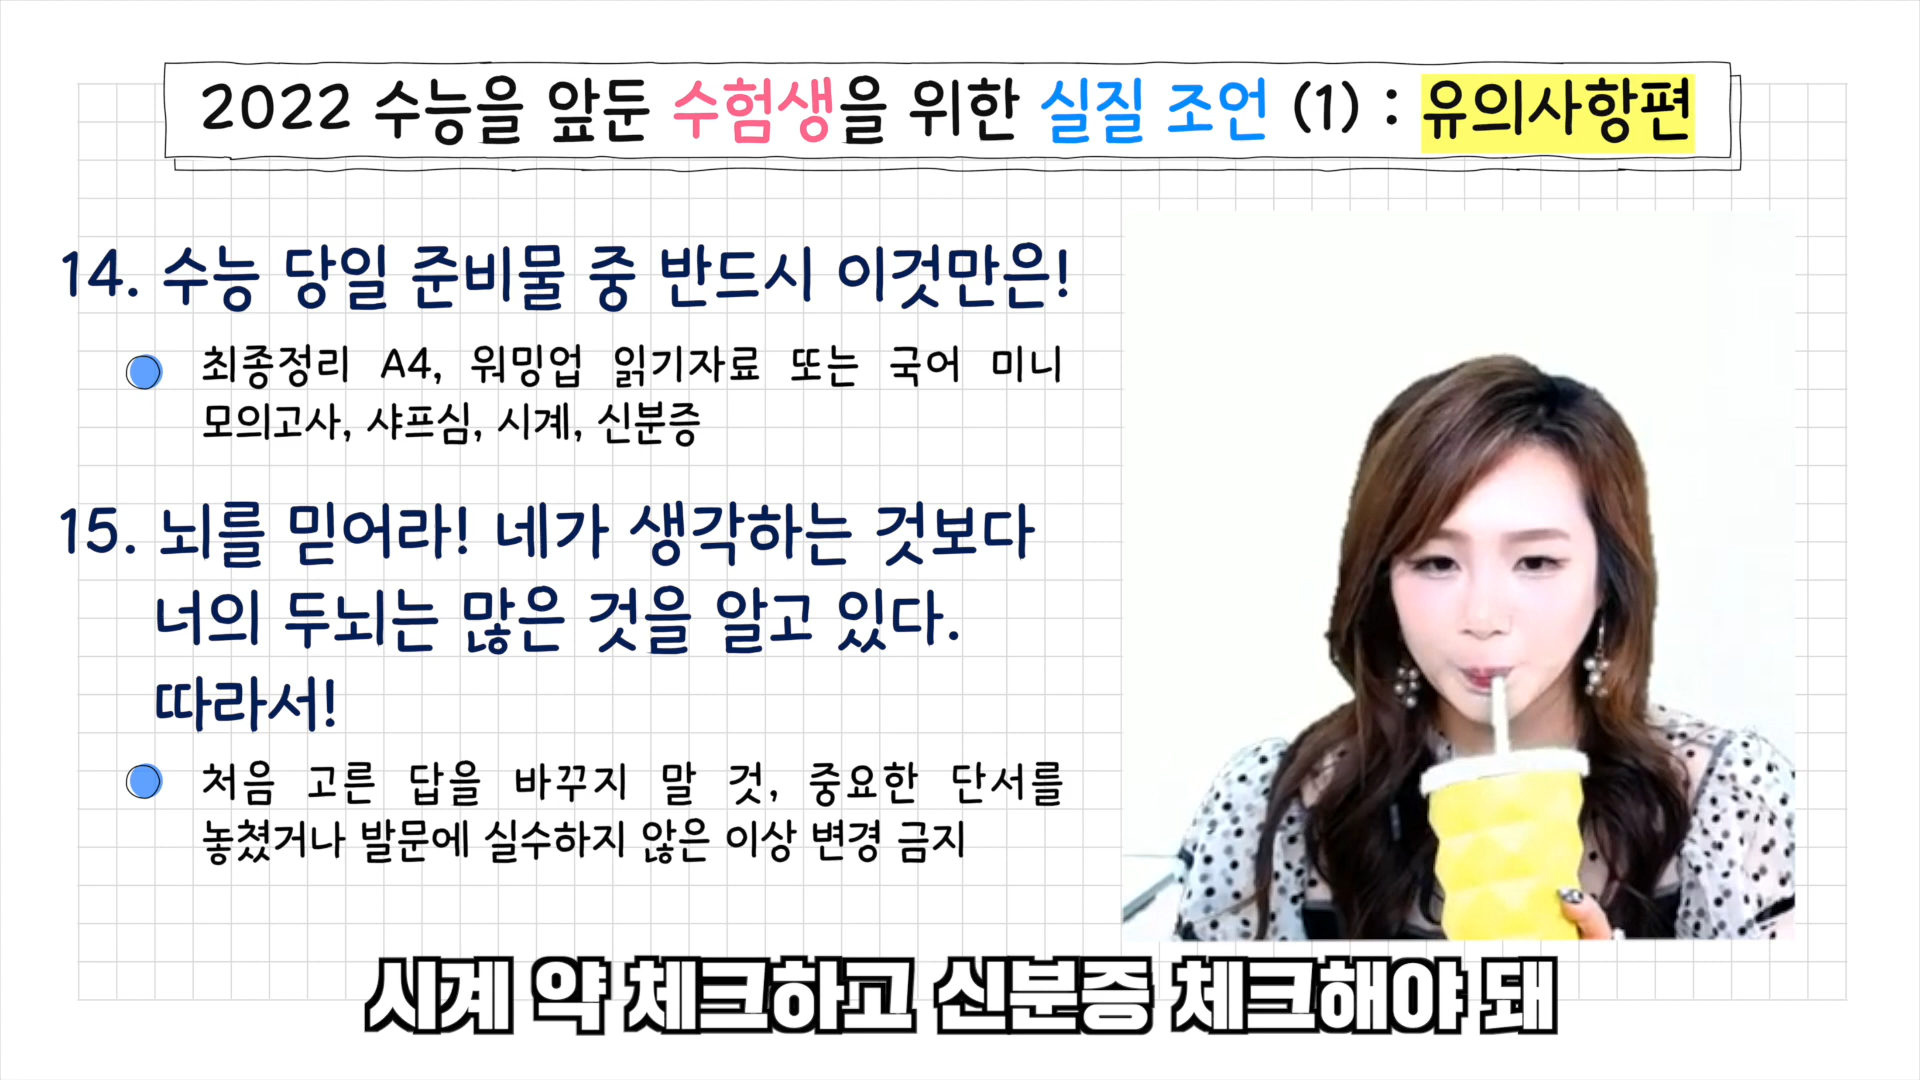 2022 수능을 앞둔 수험생을 위한 실질 조언 (1) : 유의사항편
14. 수능 당일 준비물 중 반드시 이것만은!
최종정리 A4, 워밍업 읽기자료 또는 국어 미니
모의고사, 샤프심, 시계, 신분증
15. 뇌를 믿어라! 네가 생각하는 것보다
너의 두뇌는 많은 것을 알고 있다.
따라서!
처음 고른 답을 바꾸지 말 것, 중요한 단서를
놓쳤거나 발문에 실수하지 않은 이상 변경 금지
시계 약 체크하고 신분증 체크해야 돼